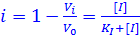 i = 1 − V_i/V_0 = [I]/(K_I + [I])